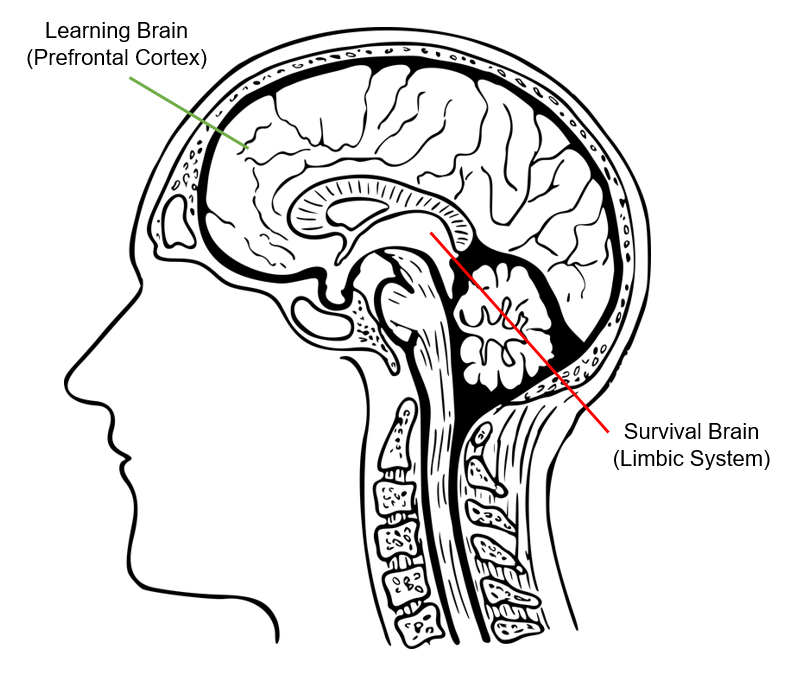 Learning Brain
(Prefrontal Cortex)
Survival Brain
(Limbic System)